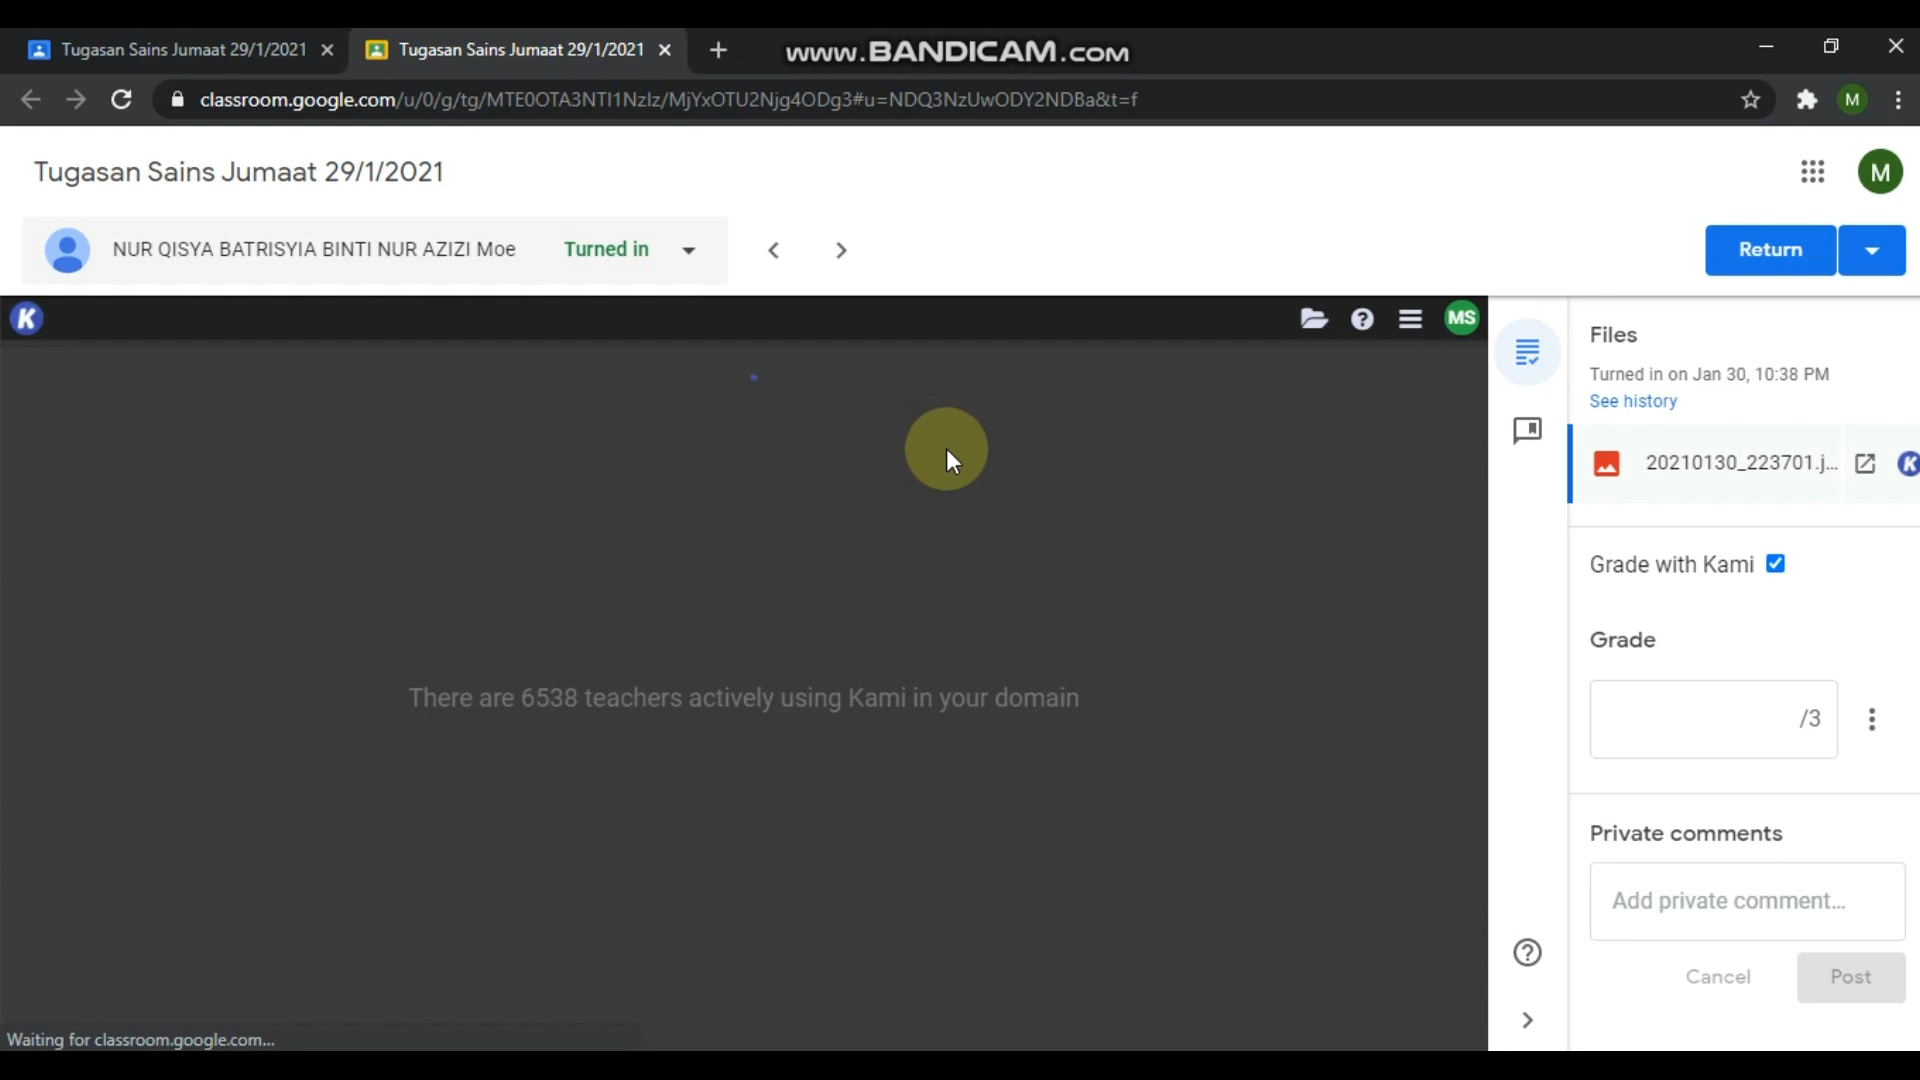 Tugasan Sains Jumaat 29/1/2021
Tugasan Sains Jumaat 29/1/2021
www.BANDICAM.com
classroom.google.com/u/0/g/tg/MTE0OTA3NTI1NzIz/MjYxOTU2Njg4ODg3#u=NDQ3NzUwODY2NDBa&t=f
M
Tugasan Sains Jumaat 29/1/2021
M
NUR QISYA BATRISYIA BINTI NUR AZIZI Moe
Turned in
Return
K
MS
Files
Turned in on Jan 30, 10:38 PM
See history
20210130_223701.j...
K
Grade with Kami
Grade
/3
There are 6538 teachers actively using Kami in your domain
Private comments
Add private comment...
Cancel
Post
Waiting for classroom.google.com...